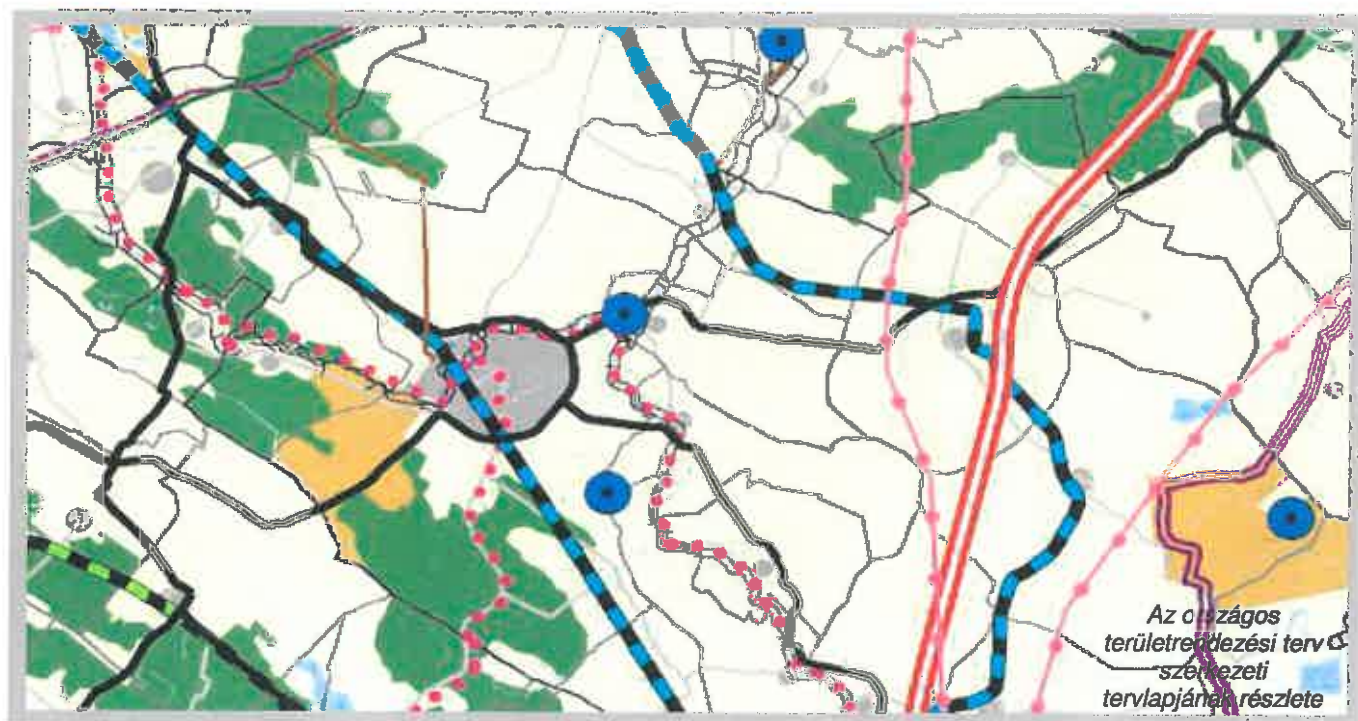 Az országos
területrendezési terv
szerkezeti
tervlapjának részlete